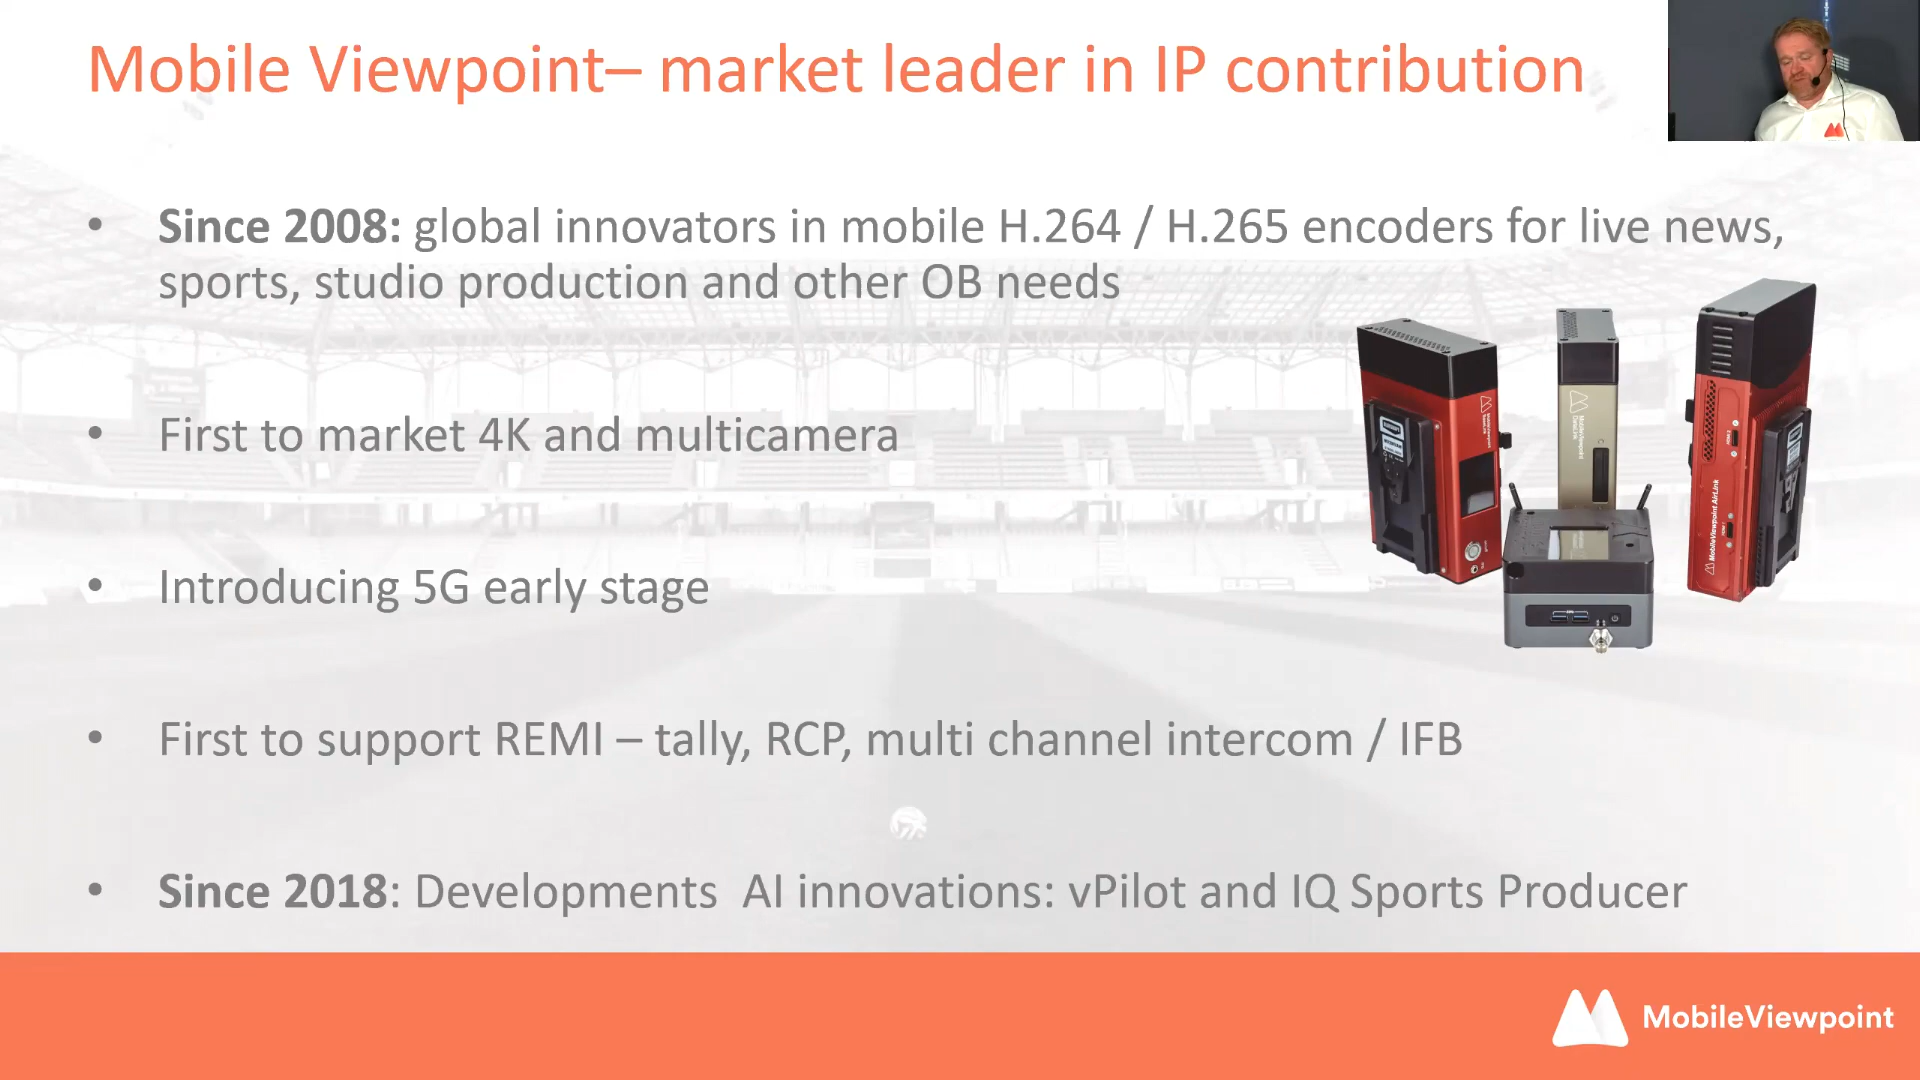 Mobile Viewpoint– market leader in IP contribution
• Since 2008: global innovators in mobile H.264 / H.265 encoders for live news,
sports, studio production and other OB needs
• First to market 4K and multicamera
• Introducing 5G early stage
• First to support REMI – tally, RCP, multi channel intercom / IFB
• Since 2018: Developments  AI innovations: vPilot and IQ Sports Producer
MobileViewpoint AirLink
MobileViewpoint